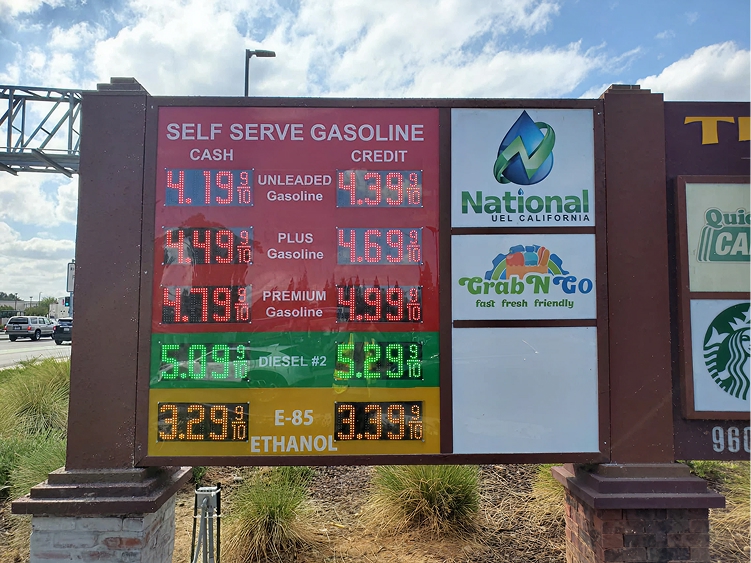 SELF SERVE GASOLINE
CASH CREDIT
4.19 9/10 UNLEADED Gasoline 4.39 9/10
4.49 9/10 PLUS Gasoline 4.69 9/10
4.79 9/10 PREMIUM Gasoline 4.99 9/10
5.09 9/10 DIESEL #2 5.29 9/10
3.29 9/10 E-85 ETHANOL 3.39 9/10
National
UEL CALIFORNIA
Grab N Go
fast fresh friendly
T
Quic
CA
960